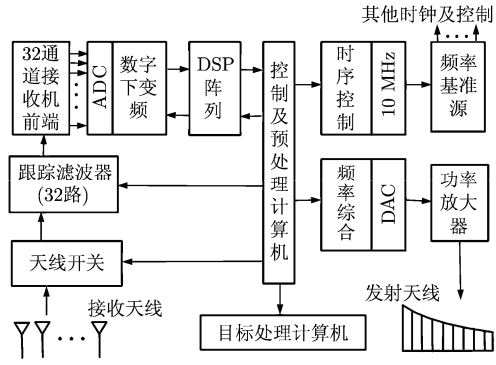 其他时钟及控制
32通
道接
收机
前端
ADC
数字
下变
频
DSP
阵
列
控制及预处理计算机
时序控制
10 MHz
频率
基准
源
跟踪滤波器
(32路)
频率综合
DAC
功率
放大
器
天线开关
接收天线
发射天线
目标处理计算机